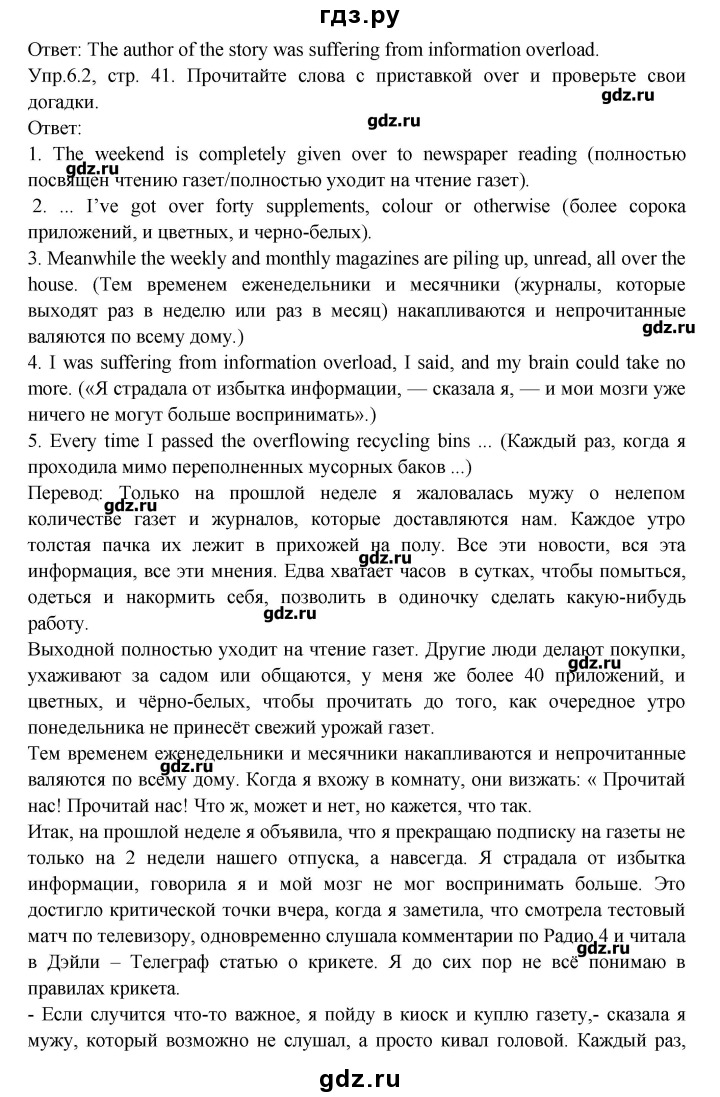 гдз.ру
Ответ: The author of the story was suffering from information overload.
Упр.6.2, стр. 41. Прочитайте слова с приставкой over и проверьте свои
gdz.ru
догадки.
gdz.ru
Ответ:
1. The weekend is completely given over to newspaper reading (полностью
gdz.ru
посвящен чтению газет/полностью уходит на чтение газет).
2. ... I’ve got over forty supplements, colour or otherwise (более сорока
приложений, и цветных, и черно-белых).
3. Meanwhile the weekly and monthly magazines are piling up, unread, all over the
house. (Тем временем еженедельники и месячники (журналы, которые
выходят раз в неделю или раз в месяц) накапливаются и непрочитанные
gdz.ru
валяются по всему дому.)
4. I was suffering from information overload, I said, and my brain could take no
more. («Я страдала от избытка информации, — сказала я, — и мои мозги уже
ничего не могут больше воспринимать».)
5. Every time I passed the overflowing recycling bins ... (Каждый раз, когда я
проходила мимо переполненных мусорных баков ...)
Перевод: Только на прошлой неделе я жаловалась мужу о нелепом
gdz.ru
количестве газет и журналов, которые доставляются нам. Каждое утро
толстая пачка их лежит в прихожей на полу. Все эти новости, вся эта
gdz.ru
информация, все эти мнения. Едва хватает часов в сутках, чтобы помыться,
одеться и накормить себя, позволить в одиночку сделать какую-нибудь
gdz.ru
работу.
Выходной полностью уходит на чтение газет. Другие люди делают покупки,
gdz.ru
ухаживают за садом или общаются, у меня же более 40 приложений, и
цветных, и чёрно-белых, чтобы прочитать до того, как очередное утро
понедельника не принесёт свежий урожай газет.
Тем временем еженедельники и месячники накапливаются и непрочитанные
gdz.ru
валяются по всему дому. Когда я вхожу в комнату, они визжать: « Прочитай
нас! Прочитай нас! Что ж, может и нет, но кажется, что так.
Итак, на прошлой неделе я объявила, что я прекращаю подписку на газеты не
только на 2 недели нашего отпуска, а навсегда. Я страдала от избытка
информации, говорила я и мой мозг не мог воспринимать больше. Это
достигло критической точки вчера, когда я заметила, что смотрела тестовый
матч по телевизору, одновременно слушала комментарии по Радио 4 и читала
gdz.ru
в Дэйли – Телеграф статью о крикете. Я до сих пор не всё понимаю в
правилах крикета.
- Если случится что-то важное, я пойду в киоск и куплю газету,- сказала я
мужу, который возможно не слушал, а просто кивал головой. Каждый раз,
gdz.ru